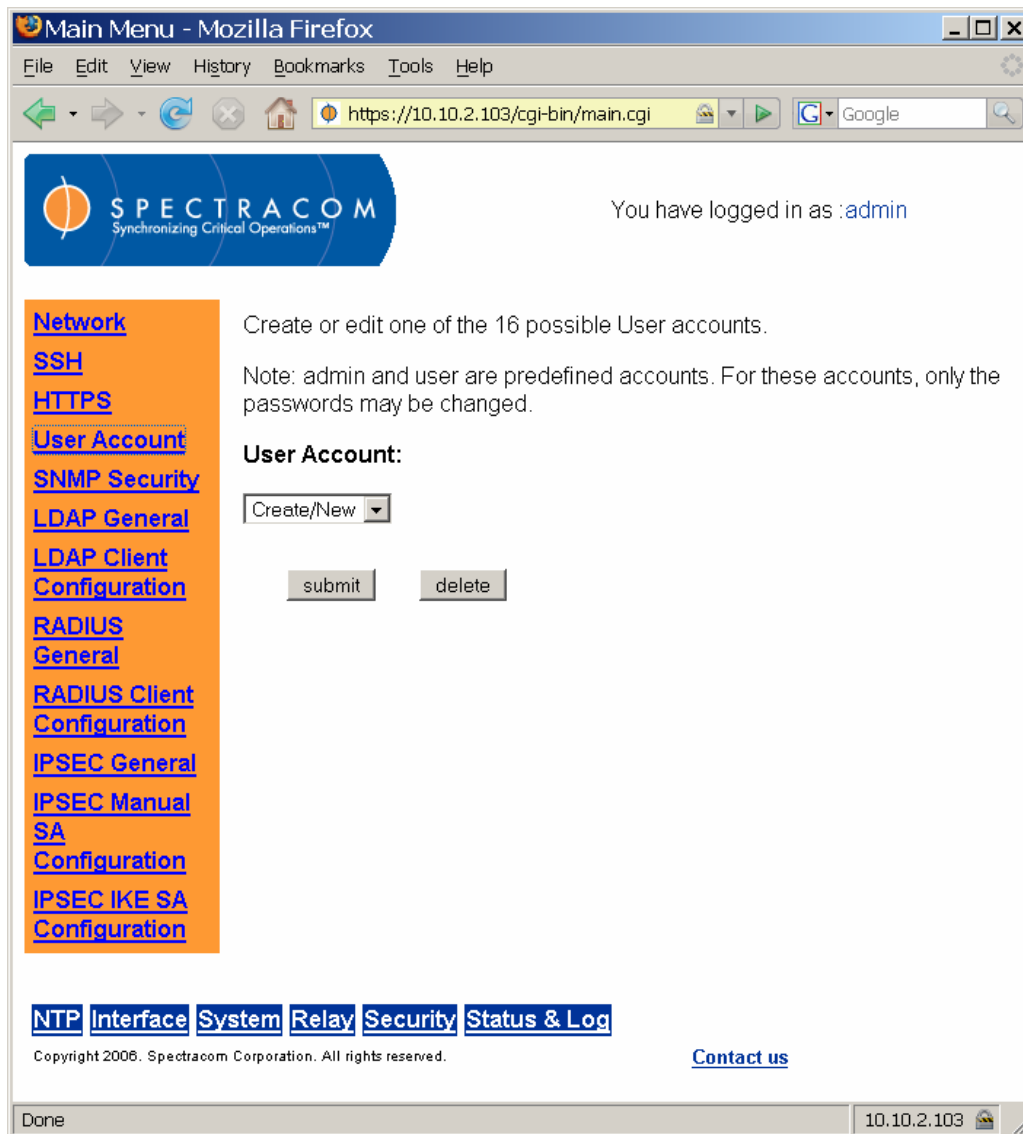 Main Menu - Mozilla Firefox
File Edit View History Bookmarks Tools Help
https://10.10.2.103/cgi-bin/main.cgi
G Google
SPECTRACOM
Synchronizing Critical Operations™
You have logged in as :admin
Network
SSH
HTTPS
User Account
SNMP Security
LDAP General
LDAP Client
Configuration
RADIUS
General
RADIUS Client
Configuration
IPSEC General
IPSEC Manual
SA
Configuration
IPSEC IKE SA
Configuration
Create or edit one of the 16 possible User accounts.
Note: admin and user are predefined accounts. For these accounts, only the
passwords may be changed.
User Account:
Create/New
submit delete
NTP Interface System Relay Security Status & Log
Copyright 2006. Spectracom Corporation. All rights reserved.
Contact us
Done
10.10.2.103